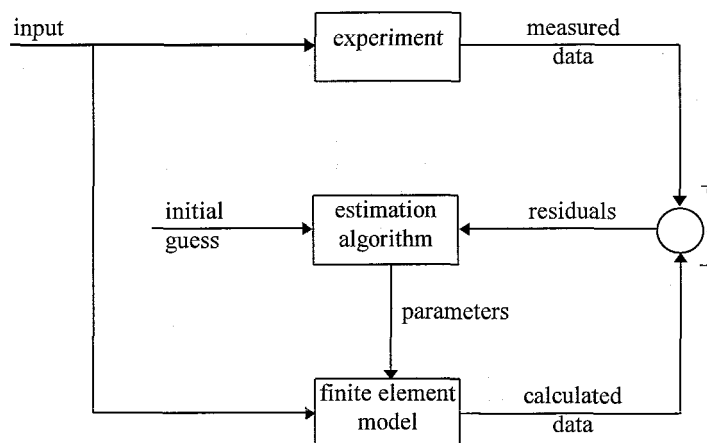 input
experiment
measured
data
initial
guess
estimation
algorithm
residuals
parameters
finite element
model
calculated
data